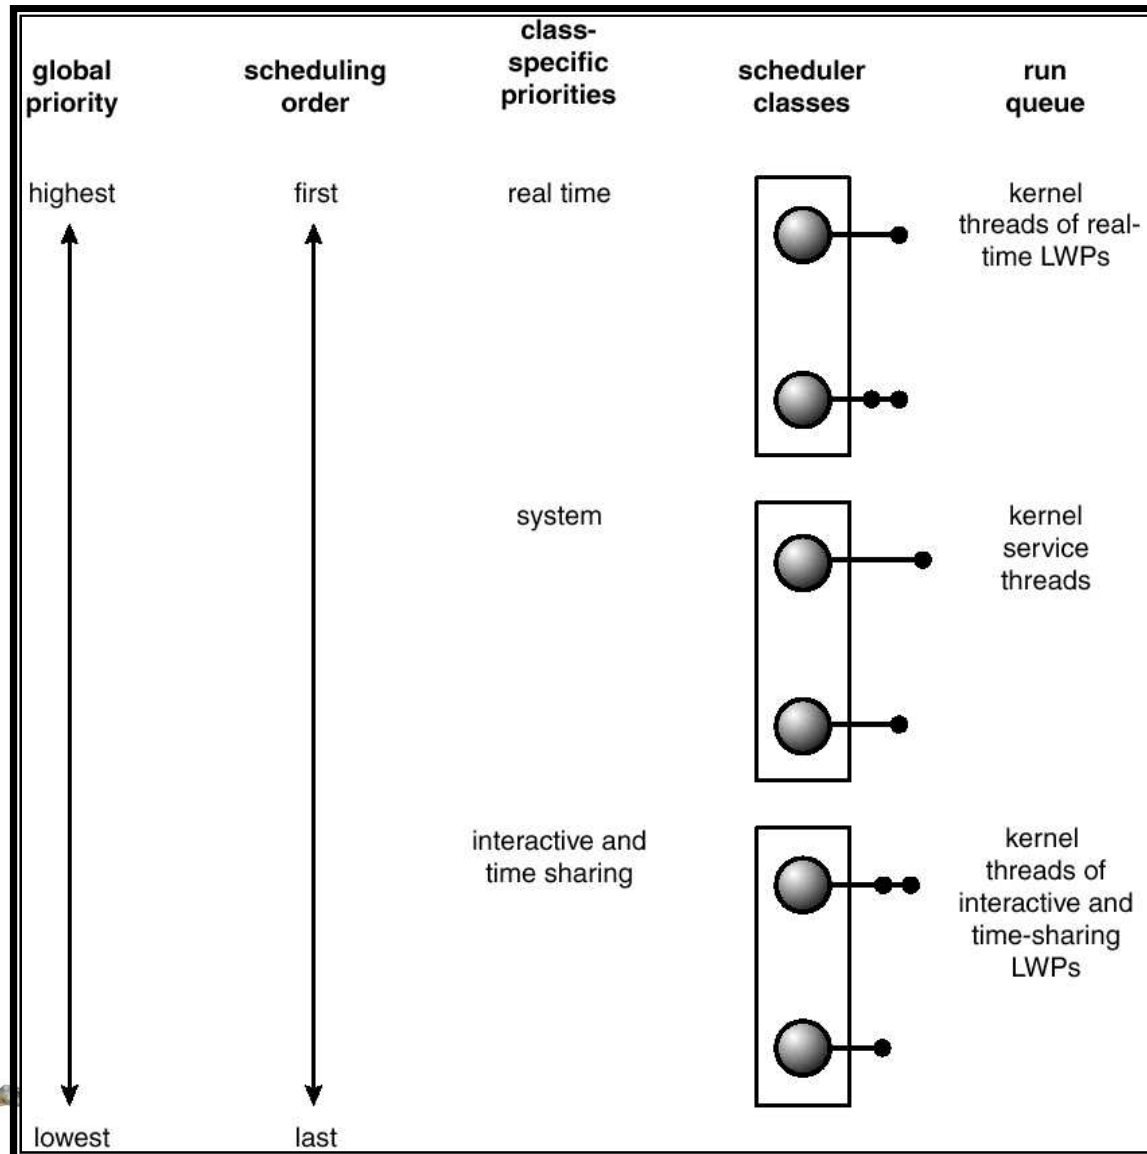 global
priority
scheduling
order
class-
specific
priorities
scheduler
classes
run
queue
highest
first
real time
kernel
threads of real-
time LWPs
system
kernel
service
threads
interactive and
time sharing
kernel
threads of
interactive and
time-sharing
LWPs
lowest
last